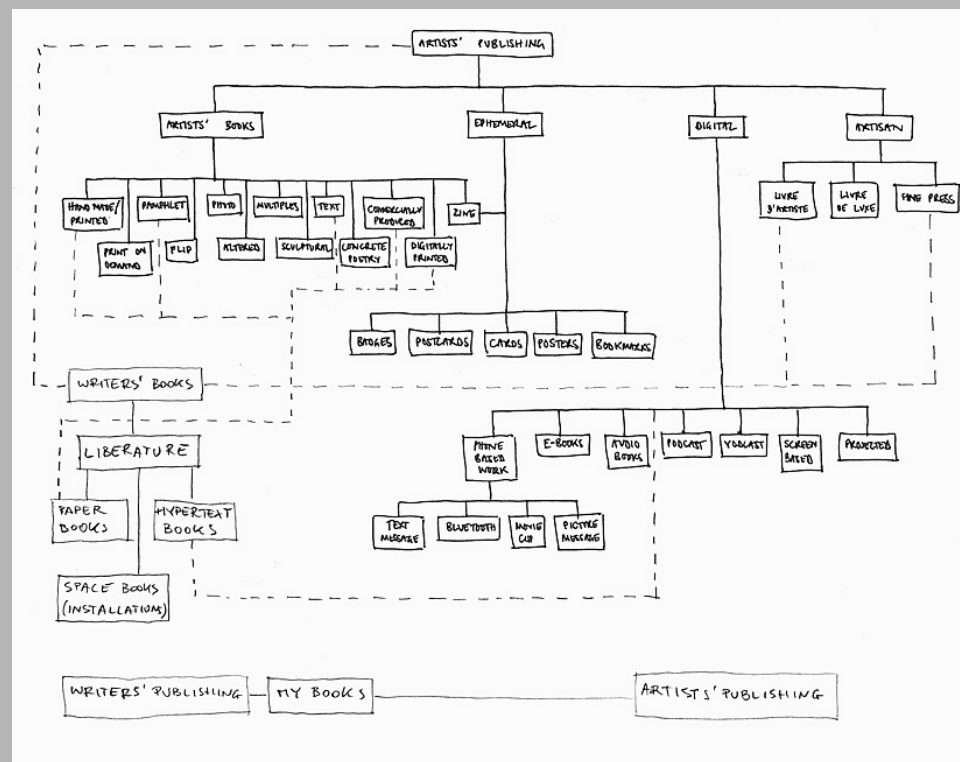 ARTISTS' PUBLISHING
ARTISTS' BOOKS
EPHEMERAL
DIGITAL
ARTISAN
HAND MADE/
PRINTED
PAMPHLET
PHOTO
MULTIPLES
TEXT
COMERCIALLY
PRODUCED
ZINE
LIVRE
D'ARTISTE
LIVRE
DE LUXE
FINE PRESS
PRINT ON
DEMAND
FLIP
ALTERED
SCULPTURAL
CONCRETE
POETRY
DIGITALLY
PRINTED
BADGES
POSTCARDS
CARDS
POSTERS
BOOKMARKS
WRITERS' BOOKS
LIBERATURE
PHONE
BASED
WORK
E-BOOKS
AUDIO
BOOKS
PODCAST
VODCAST
SCREEN
BASED
PROJECTED
PAPER
BOOKS
HYPERTEXT
BOOKS
TEXT
MESSAGE
BLUETOOTH
MOVIE
CLIP
PICTURE
MESSAGE
SPACE BOOKS
(INSTALLATIONS)
WRITERS' PUBLISHING
MY BOOKS
ARTISTS' PUBLISHING